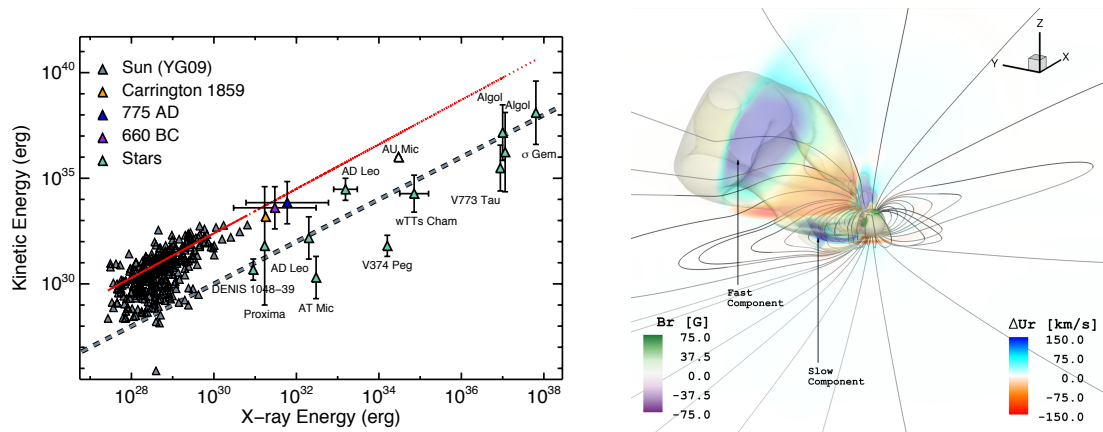 Kinetic Energy (erg)
10^40
10^35
10^30
Sun (YG09)
Carrington 1859
775 AD
660 BC
Stars
Algol
Algol
AU Mic
σ Gem
AD Leo
V773 Tau
wTTs Cham
V374 Peg
AD Leo
DENIS 1048–39
AT Mic
Proxima
10^28 10^30 10^32 10^34 10^36 10^38
X–ray Energy (erg)
Z
Y X
Fast
Component
Slow
Component
Br [G]
75.0
37.5
0.0
-37.5
-75.0
ΔUr [km/s]
150.0
75.0
0.0
-75.0
-150.0